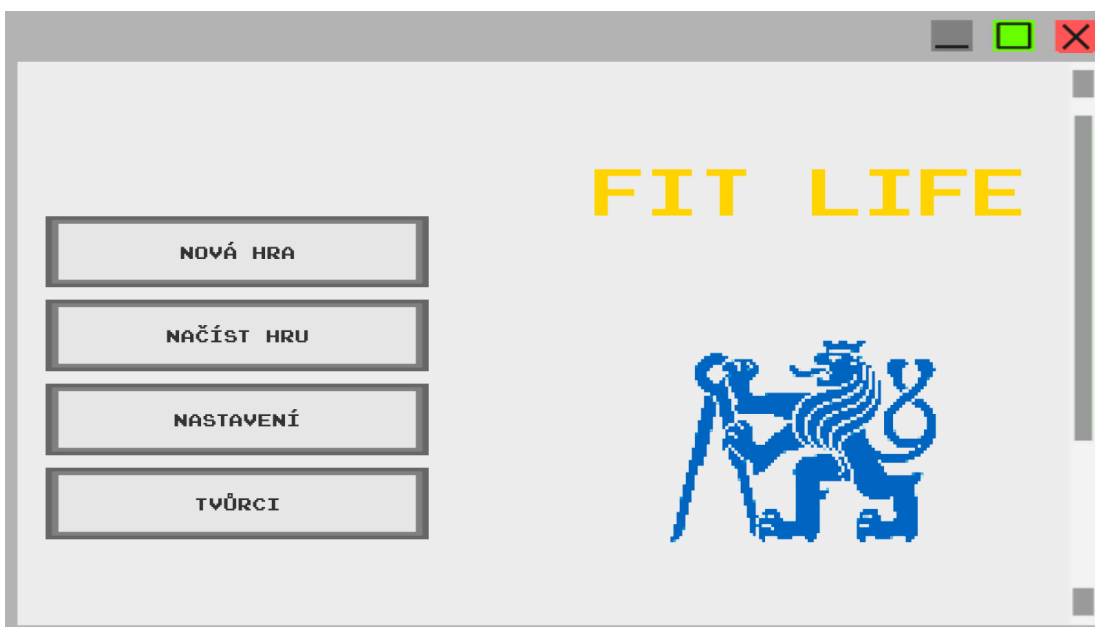 FIT LIFE
NOVÁ HRA
NAČÍST HRU
NASTAVENÍ
TVŮRCI